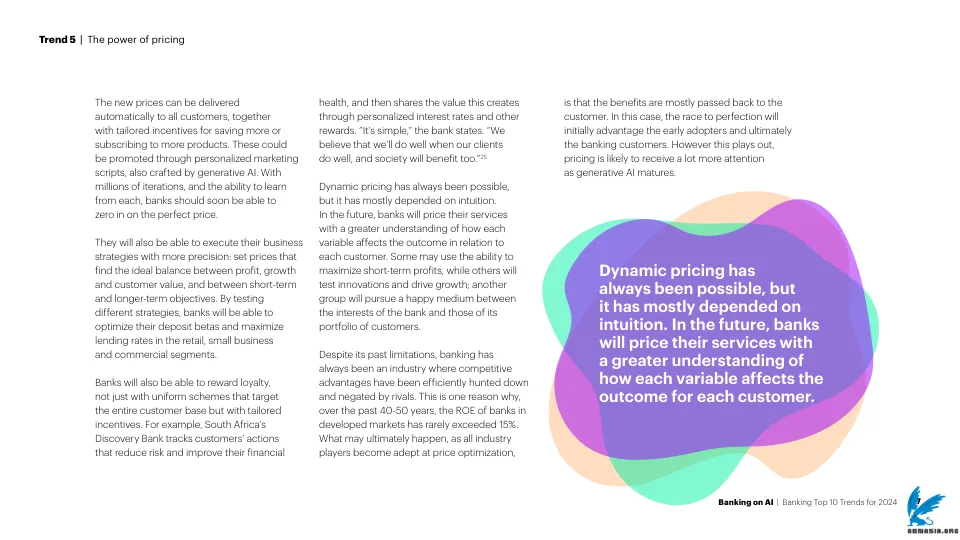 Trend 5 | The power of pricing
The new prices can be delivered
automatically to all customers, together
with tailored incentives for saving more or
subscribing to more products. These could
be promoted through personalized marketing
scripts, also crafted by generative AI. With
millions of iterations, and the ability to learn
from each, banks should soon be able to
zero in on the perfect price.
They will also be able to execute their business
strategies with more precision: set prices that
find the ideal balance between profit, growth
and customer value, and between short-term
and longer-term objectives. By testing
different strategies, banks will be able to
optimize their deposit betas and maximize
lending rates in the retail, small business
and commercial segments.
Banks will also be able to reward loyalty,
not just with uniform schemes that target
the entire customer base but with tailored
incentives. For example, South Africa's
Discovery Bank tracks customers' actions
that reduce risk and improve their financial
health, and then shares the value this creates
through personalized interest rates and other
rewards. "It's simple," the bank states. "We
believe that we'll do well when our clients
do well, and society will benefit too."²⁵
Dynamic pricing has always been possible,
but it has mostly depended on intuition.
In the future, banks will price their services
with a greater understanding of how each
variable affects the outcome in relation to
each customer. Some may use the ability to
maximize short-term profits, while others will
test innovations and drive growth; another
group will pursue a happy medium between
the interests of the bank and those of its
portfolio of customers.
Despite its past limitations, banking has
always been an industry where competitive
advantages have been efficiently hunted down
and negated by rivals. This is one reason why,
over the past 40-50 years, the ROE of banks in
developed markets has rarely exceeded 15%.
What may ultimately happen, as all industry
players become adept at price optimization,
is that the benefits are mostly passed back to the
customer. In this case, the race to perfection will
initially advantage the early adopters and ultimately
the banking customers. However this plays out,
pricing is likely to receive a lot more attention
as generative AI matures.
Dynamic pricing has
always been possible, but
it has mostly depended on
intuition. In the future, banks
will price their services with
a greater understanding of
how each variable affects the
outcome for each customer.
Banking on AI | Banking Top 10 Trends for 2024
ADMASIA.ORG